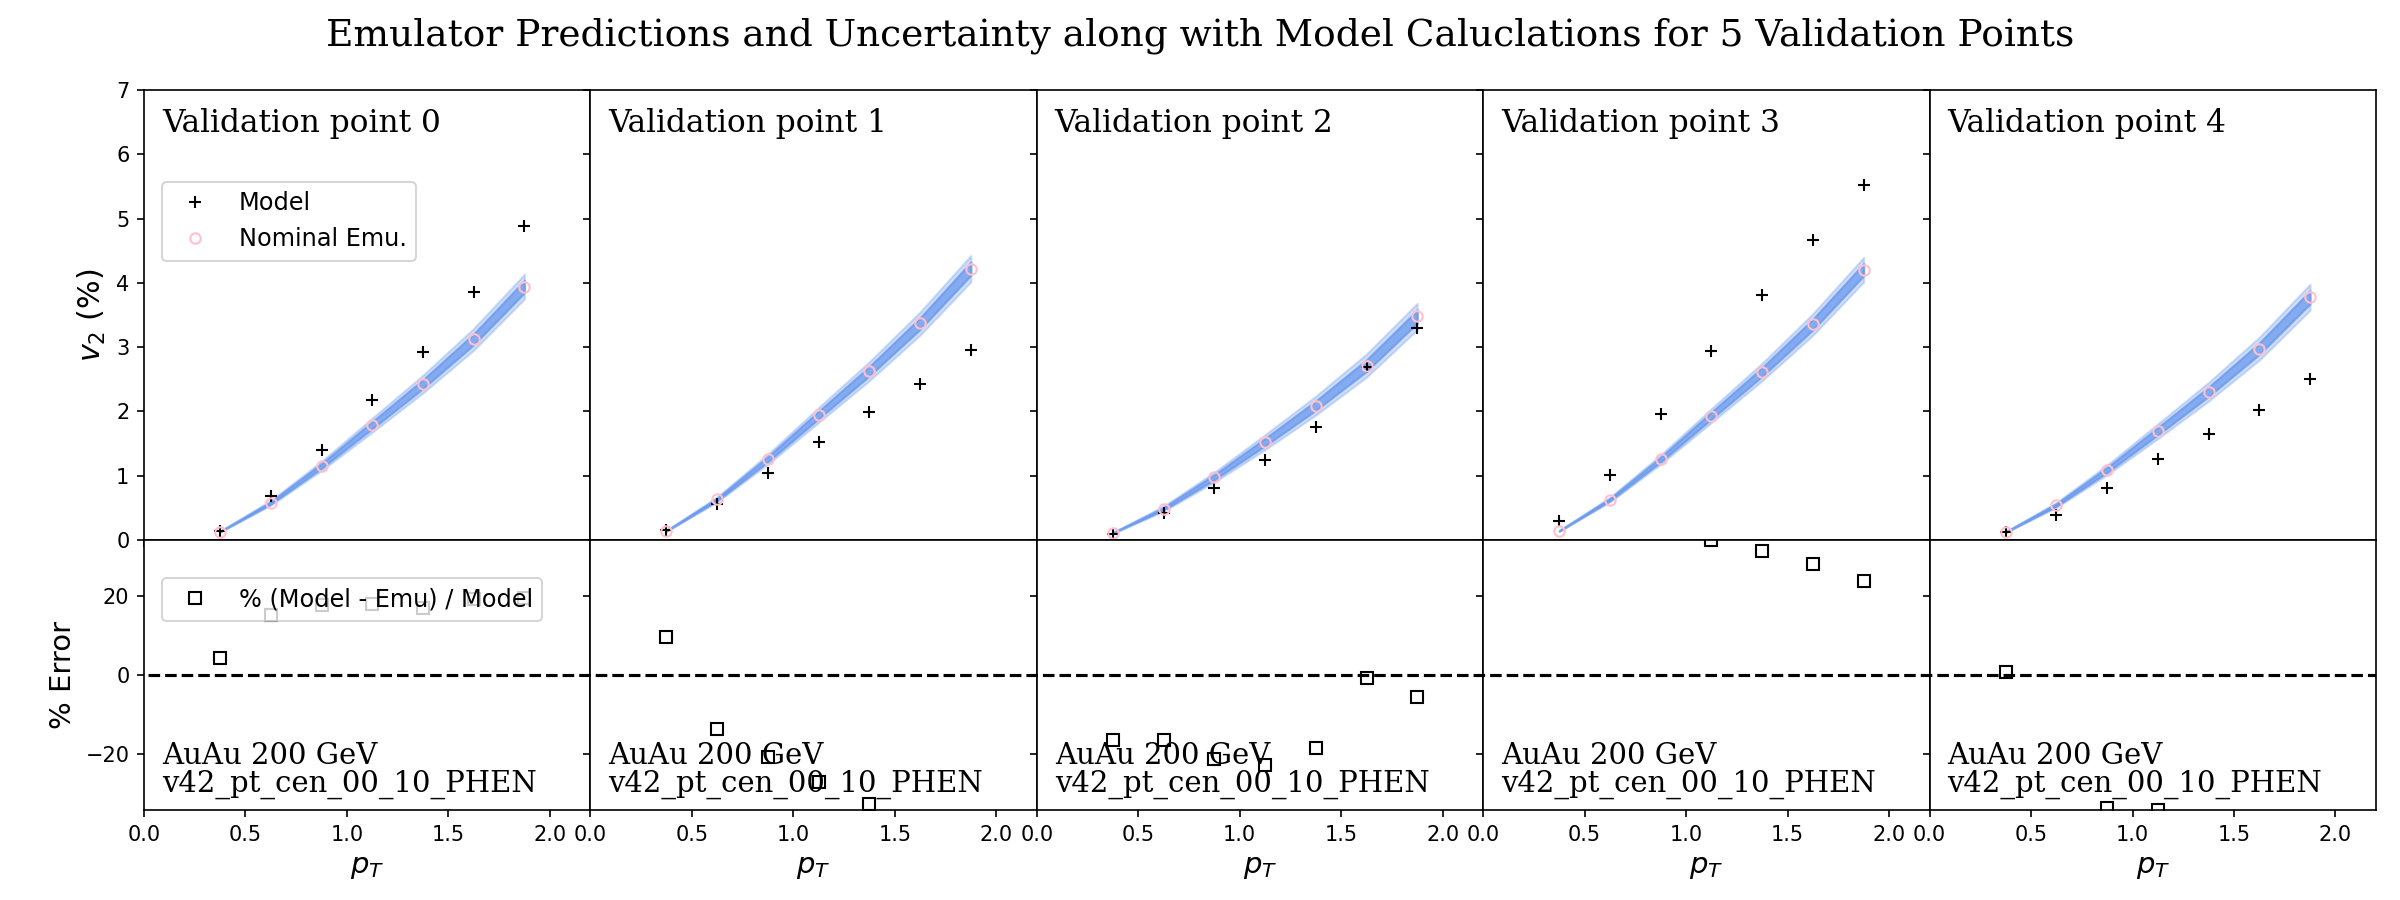 Emulator Predictions and Uncertainty along with Model Caluclations for 5 Validation Points
Validation point 0
Validation point 1
Validation point 2
Validation point 3
Validation point 4
Model
Nominal Emu.
v₂ (%)
7
6
5
4
3
2
1
0
% (Model - Emu) / Model
% Error
20
0
−20
AuAu 200 GeV
v42_pt_cen_00_10_PHEN
AuAu 200 GeV
v42_pt_cen_00_10_PHEN
AuAu 200 GeV
v42_pt_cen_00_10_PHEN
AuAu 200 GeV
v42_pt_cen_00_10_PHEN
AuAu 200 GeV
v42_pt_cen_00_10_PHEN
0.0 0.5 1.0 1.5 2.0
0.0 0.5 1.0 1.5 2.0
0.0 0.5 1.0 1.5 2.0
0.0 0.5 1.0 1.5 2.0
0.0 0.5 1.0 1.5 2.0
p_T
p_T
p_T
p_T
p_T